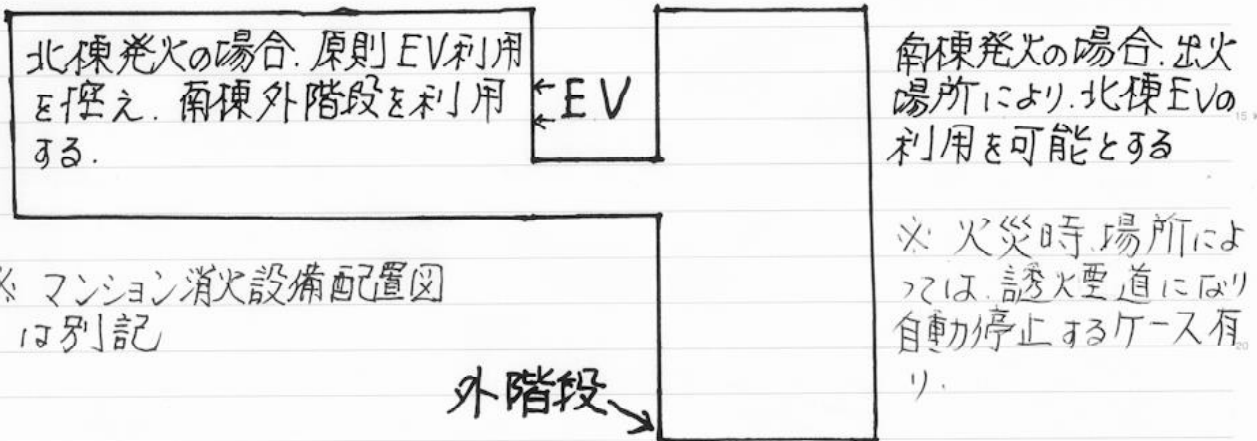 北棟発火の場合.原則EV利用
を控え.南棟外階段を利用
する.
←EV
←
南棟発火の場合.出火
場所により.北棟EVの
利用を可能とする
※ 火災時.場所によ
っては.誘火煙道になり
自動停止するケース有
り.
※ マンション消火設備配置図
は別記
外階段
15
20